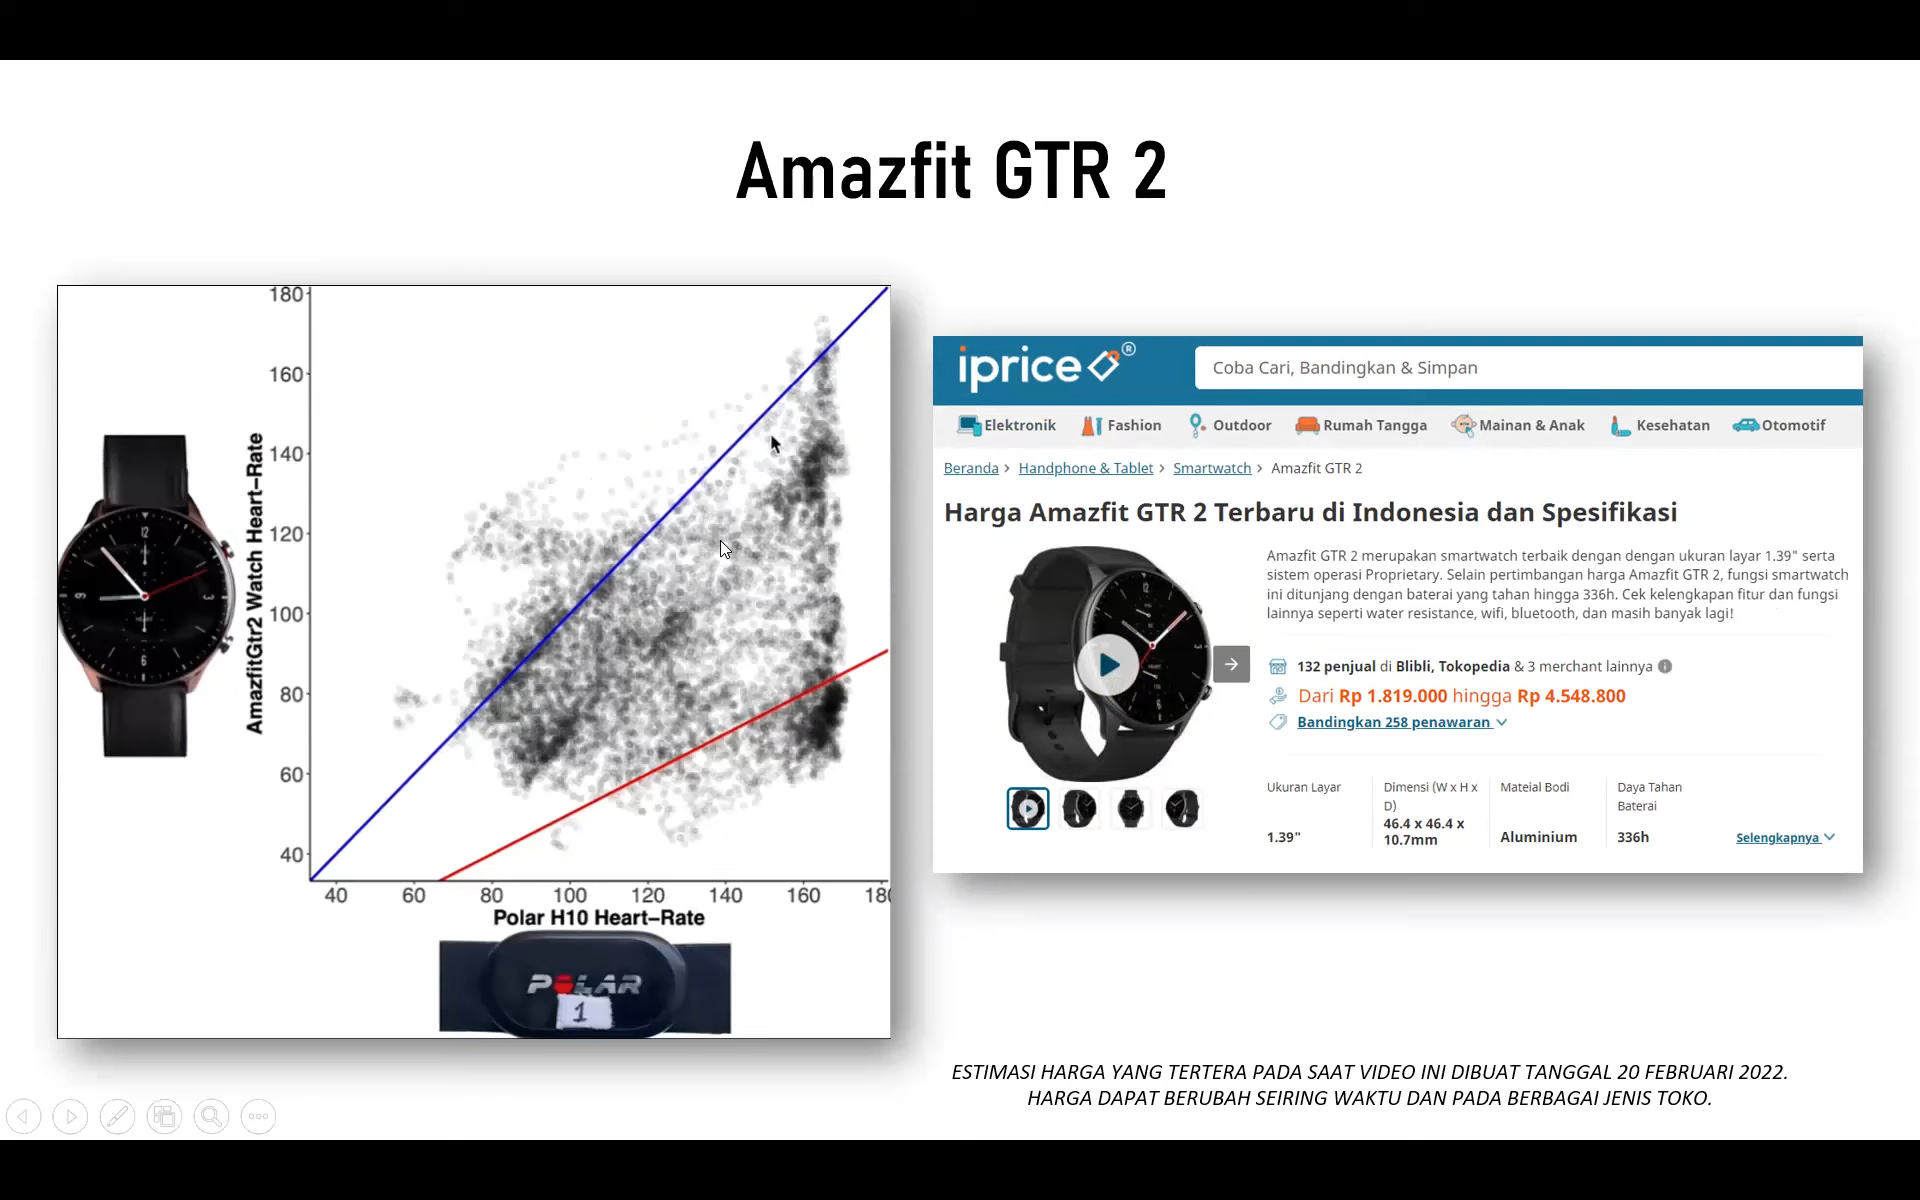 Amazfit GTR 2
180
160
140
120
100
80
60
40
AmazfitGtr2 Watch Heart-Rate
40 60 80 100 120 140 160 180
Polar H10 Heart-Rate
POLAR
1
iprice ®
Coba Cari, Bandingkan & Simpan
Elektronik Fashion Outdoor Rumah Tangga Mainan & Anak Kesehatan Otomotif
Beranda > Handphone & Tablet > Smartwatch > Amazfit GTR 2
Harga Amazfit GTR 2 Terbaru di Indonesia dan Spesifikasi
Amazfit GTR 2 merupakan smartwatch terbaik dengan dengan ukuran layar 1.39" serta
sistem operasi Proprietary. Selain pertimbangan harga Amazfit GTR 2, fungsi smartwatch
ini ditunjang dengan baterai yang tahan hingga 336h. Cek kelengkapan fitur dan fungsi
lainnya seperti water resistance, wifi, bluetooth, dan masih banyak lagi!
132 penjual di Blibli, Tokopedia & 3 merchant lainnya
Dari Rp 1.819.000 hingga Rp 4.548.800
Bandingkan 258 penawaran
Ukuran Layar
1.39"
Dimensi (W x H x
D)
46.4 x 46.4 x
10.7mm
Mateial Bodi
Aluminium
Daya Tahan
Baterai
336h
Selengkapnya
ESTIMASI HARGA YANG TERTERA PADA SAAT VIDEO INI DIBUAT TANGGAL 20 FEBRUARI 2022.
HARGA DAPAT BERUBAH SEIRING WAKTU DAN PADA BERBAGAI JENIS TOKO.